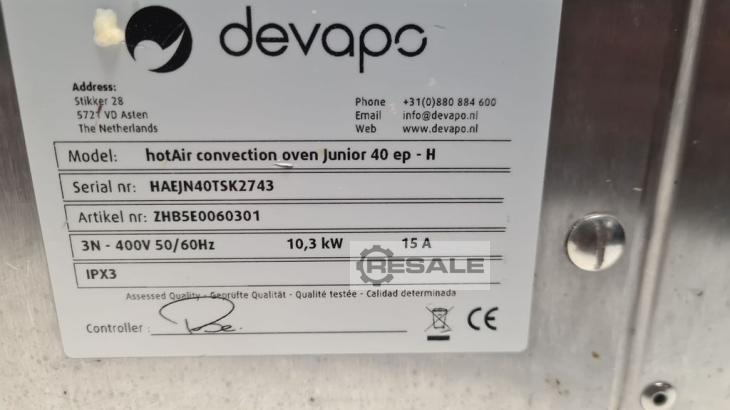 devapo
Address:
Stikker 28
5721 VD Asten
The Netherlands
Phone +31(0)880 884 600
Email info@devapo.nl
Web www.devapo.nl
Model: hotAir convection oven Junior 40 ep - H
Serial nr: HAEJN40TSK2743
Artikel nr: ZHB5E0060301
3N - 400V 50/60Hz 10,3 kW 15 A
IPX3
RESALE
Assessed Quality - Geprüfte Qualität - Qualité testée - Calidad determinada
Controller :
CE